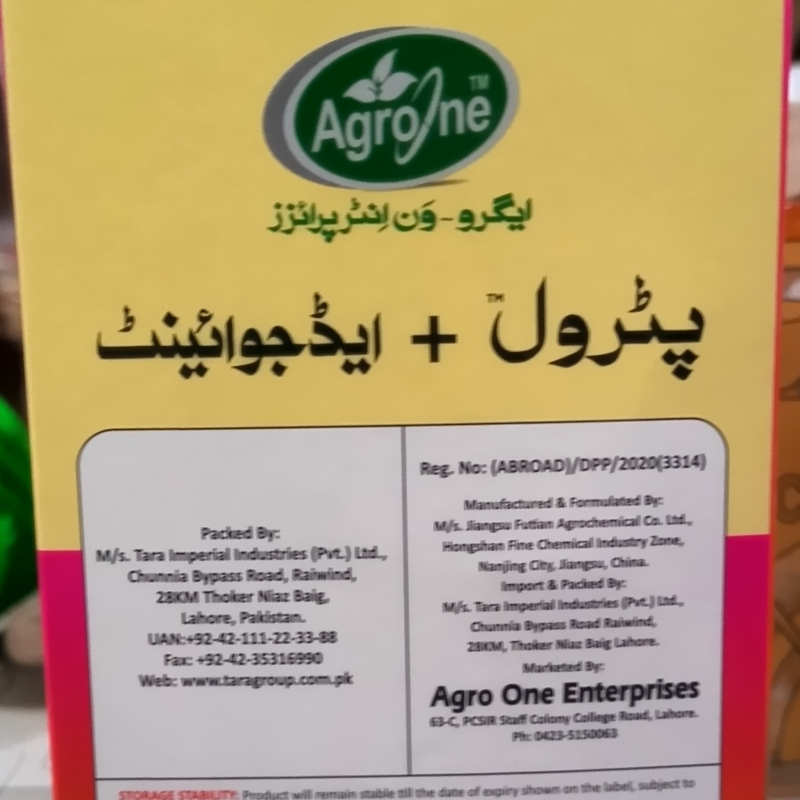 AgroOne TM
ایگرو-وَن اِنٹرپرائزز
پٹرول™ + ایڈجوائینٹ
Packed By:
M/s. Tara Imperial Industries (Pvt.) Ltd.,
Chunnia Bypass Road, Raiwind,
28KM Thoker Niaz Baig,
Lahore, Pakistan.
UAN:+92-42-111-22-33-88
Fax: +92-42-35316990
Web: www.taragroup.com.pk
Reg. No: (ABROAD)/DPP/2020(3314)
Manufactured & Formulated By:
M/s. Jiangsu Futian Agrochemical Co. Ltd.,
Hongshan Fine Chemical Industry Zone,
Nanjing City, Jiangsu, China.
Import & Packed By:
M/s. Tara Imperial Industries (Pvt.) Ltd.,
Chunnia Bypass Road Raiwind,
28KM, Thoker Niaz Baig Lahore.
Marketed By:
Agro One Enterprises
63-C, PCSIR Staff Colony College Road, Lahore.
Ph: 0423-5150063
STORAGE STABILITY: Product will remain stable till the date of expiry shown on the label, subject to